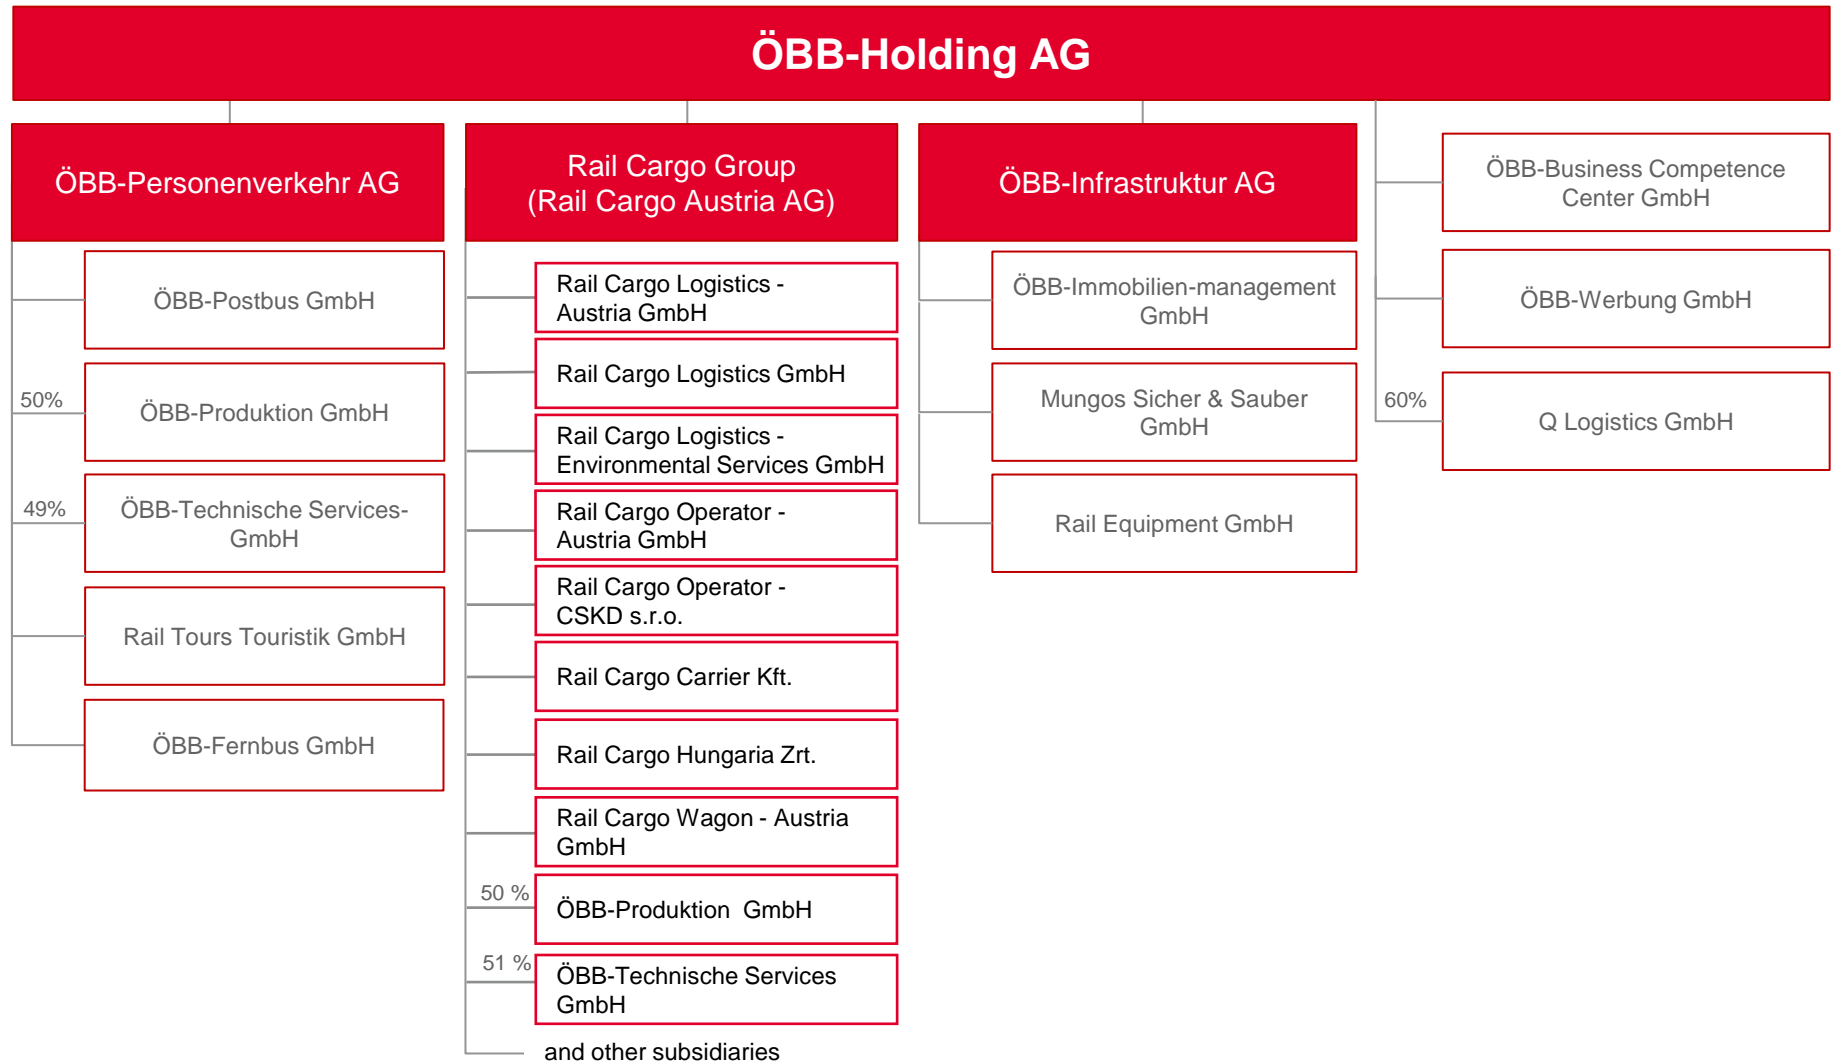 ÖBB-Holding AG
ÖBB-Personenverkehr AG
ÖBB-Postbus GmbH
50%
ÖBB-Produktion GmbH
49%
ÖBB-Technische Services-
GmbH
Rail Tours Touristik GmbH
ÖBB-Fernbus GmbH
Rail Cargo Group
(Rail Cargo Austria AG)
Rail Cargo Logistics -
Austria GmbH
Rail Cargo Logistics GmbH
Rail Cargo Logistics -
Environmental Services GmbH
Rail Cargo Operator -
Austria GmbH
Rail Cargo Operator -
CSKD s.r.o.
Rail Cargo Carrier Kft.
Rail Cargo Hungaria Zrt.
Rail Cargo Wagon - Austria
GmbH
50 %
ÖBB-Produktion  GmbH
51 %
ÖBB-Technische Services
GmbH
and other subsidiaries
ÖBB-Infrastruktur AG
ÖBB-Immobilien-management
GmbH
Mungos Sicher & Sauber
GmbH
Rail Equipment GmbH
ÖBB-Business Competence
Center GmbH
ÖBB-Werbung GmbH
60%
Q Logistics GmbH